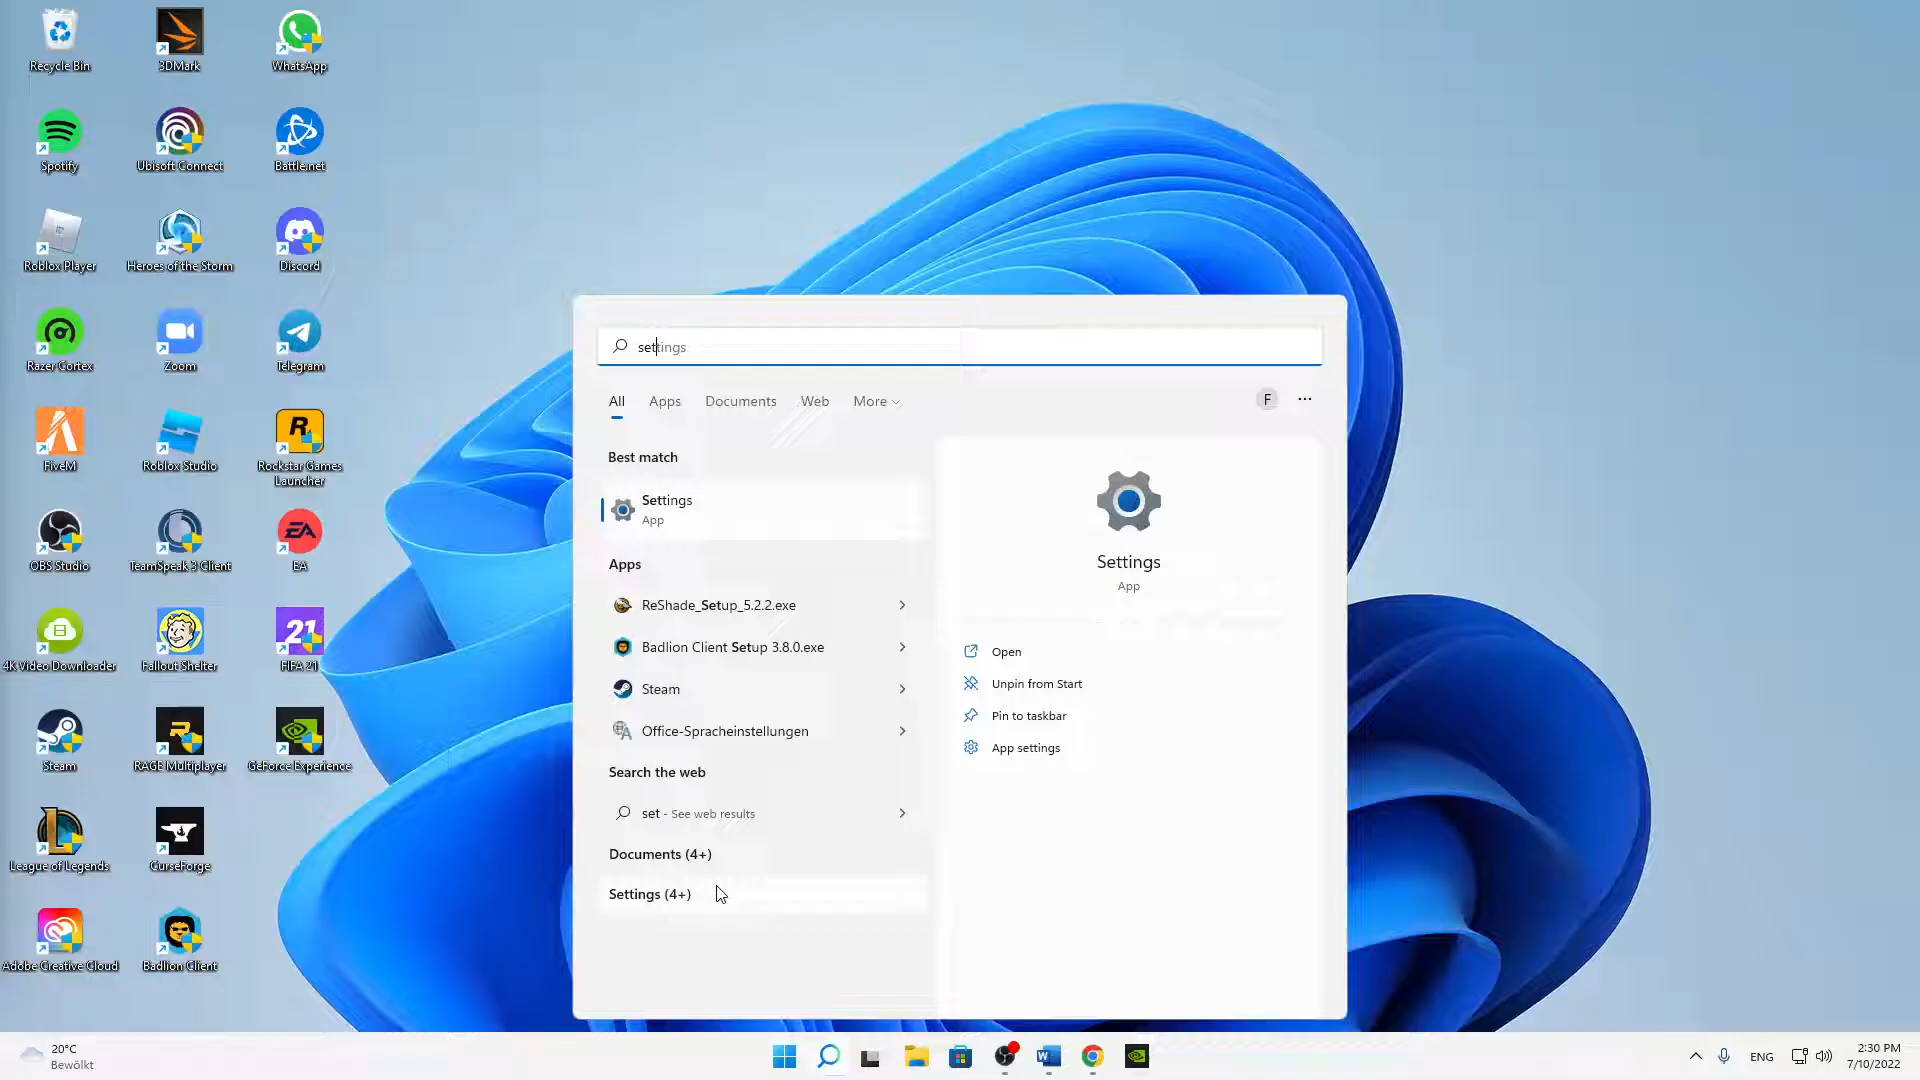 Recycle Bin
3DMark
WhatsApp
Spotify
Ubisoft Connect
Battle.net
Roblox Player
Heroes of the Storm
Discord
Razer Cortex
Zoom
Telegram
FiveM
Roblox Studio
Rockstar Games
Launcher
OBS Studio
TeamSpeak 3 Client
EA
4K Video Downloader
Fallout Shelter
FIFA 21
Steam
RAGE Multiplayer
GeForce Experience
League of Legends
CurseForge
Adobe Creative Cloud
Badlion Client
settings
All Apps Documents Web More
F
Best match
Settings
App
Apps
ReShade_Setup_5.2.2.exe
Badlion Client Setup 3.8.0.exe
Steam
Office-Spracheinstellungen
Search the web
set - See web results
Documents (4+)
Settings (4+)
Settings
App
Open
Unpin from Start
Pin to taskbar
App settings
20°C
Bewölkt
ENG
2:30 PM
7/10/2022